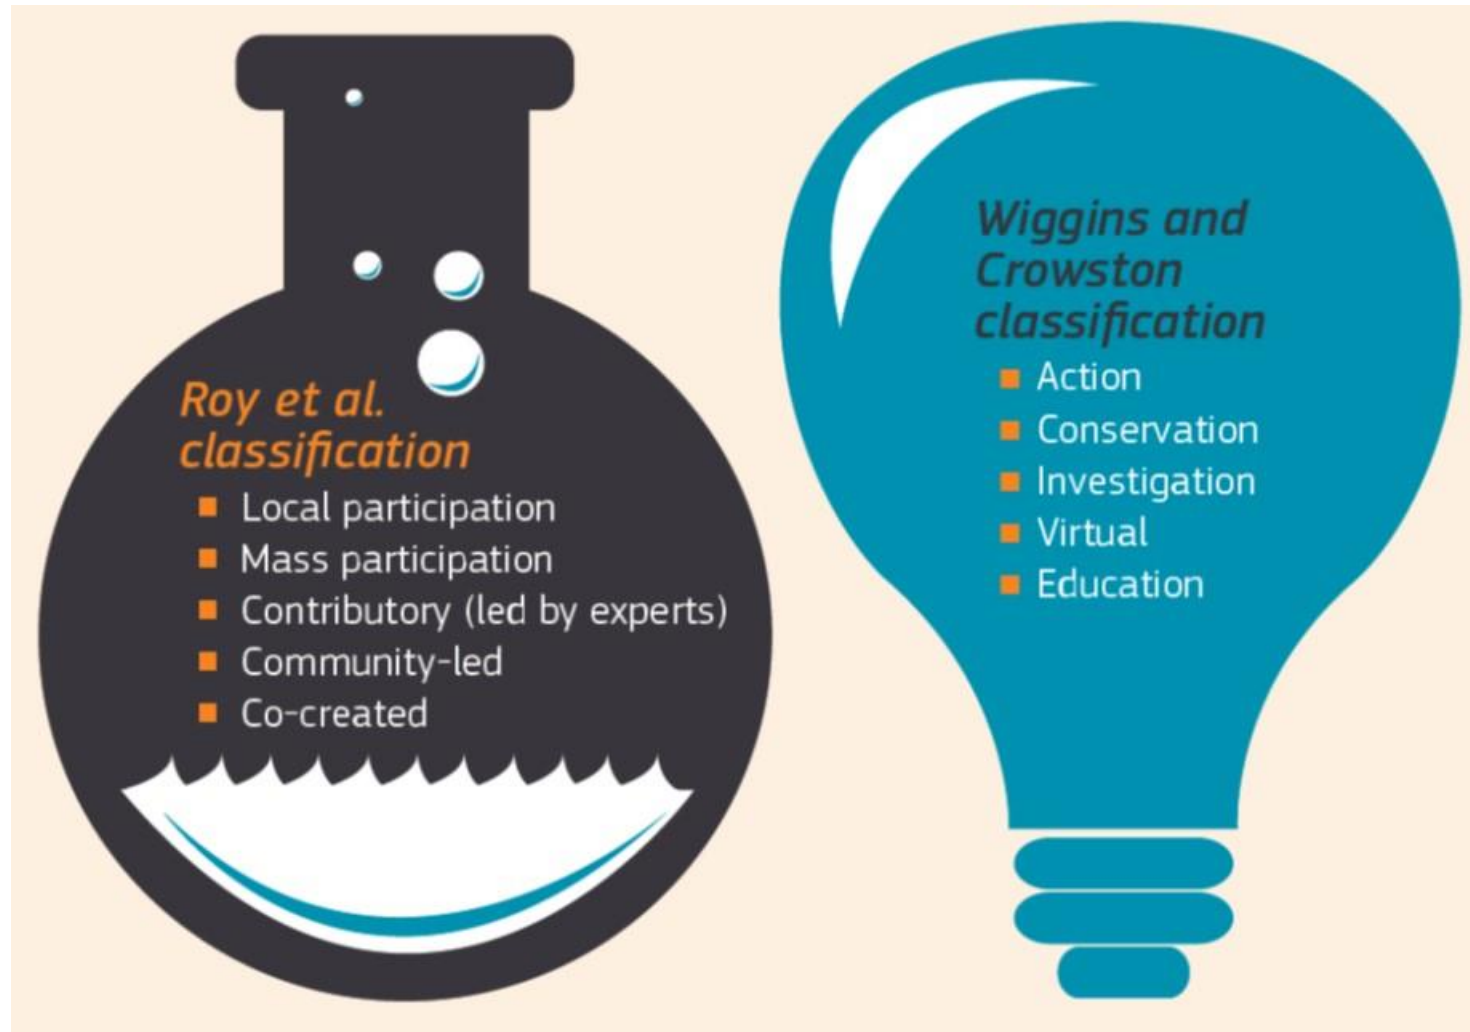 Roy et al.
classification
Local participation
Mass participation
Contributory (led by experts)
Community-led
Co-created
Wiggins and
Crowston
classification
Action
Conservation
Investigation
Virtual
Education